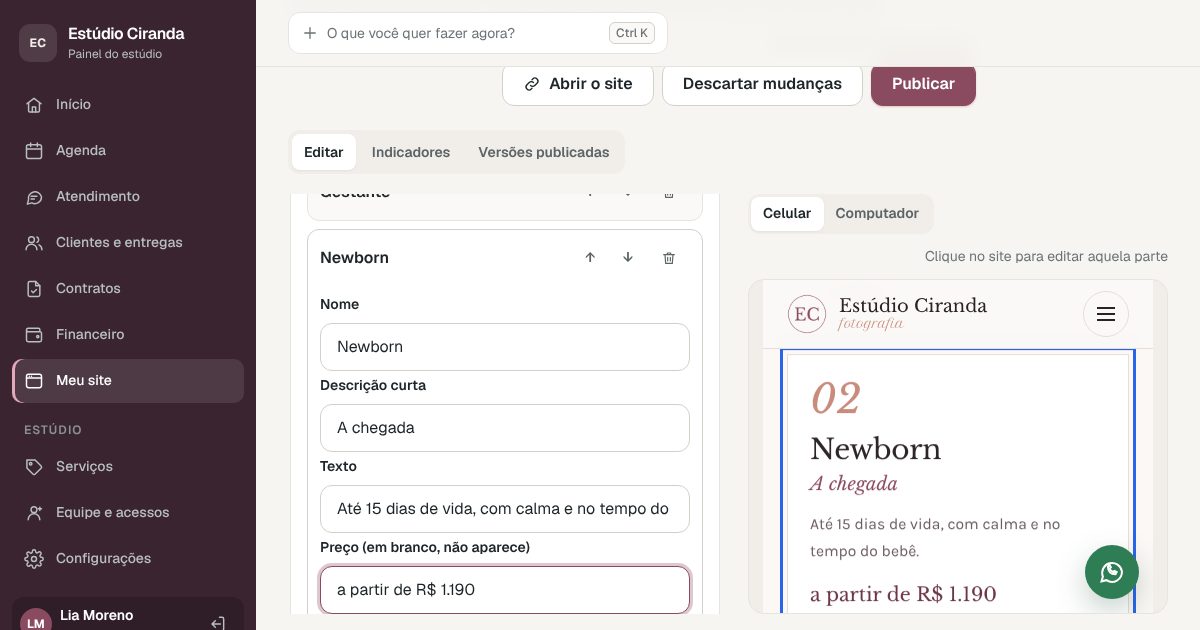 EC
Estúdio Ciranda
Painel do estúdio
Início
Agenda
Atendimento
Clientes e entregas
Contratos
Financeiro
Meu site
ESTÚDIO
Serviços
Equipe e acessos
Configurações
LM
Lia Moreno
O que você quer fazer agora?
Ctrl K
Abrir o site
Descartar mudanças
Publicar
Editar
Indicadores
Versões publicadas
Gestante
Newborn
Nome
Newborn
Descrição curta
A chegada
Texto
Até 15 dias de vida, com calma e no tempo do
Preço (em branco, não aparece)
a partir de R$ 1.190
Celular
Computador
Clique no site para editar aquela parte
EC
Estúdio Ciranda
fotografia
02
Newborn
A chegada
Até 15 dias de vida, com calma e no
tempo do bebê.
a partir de R$ 1.190